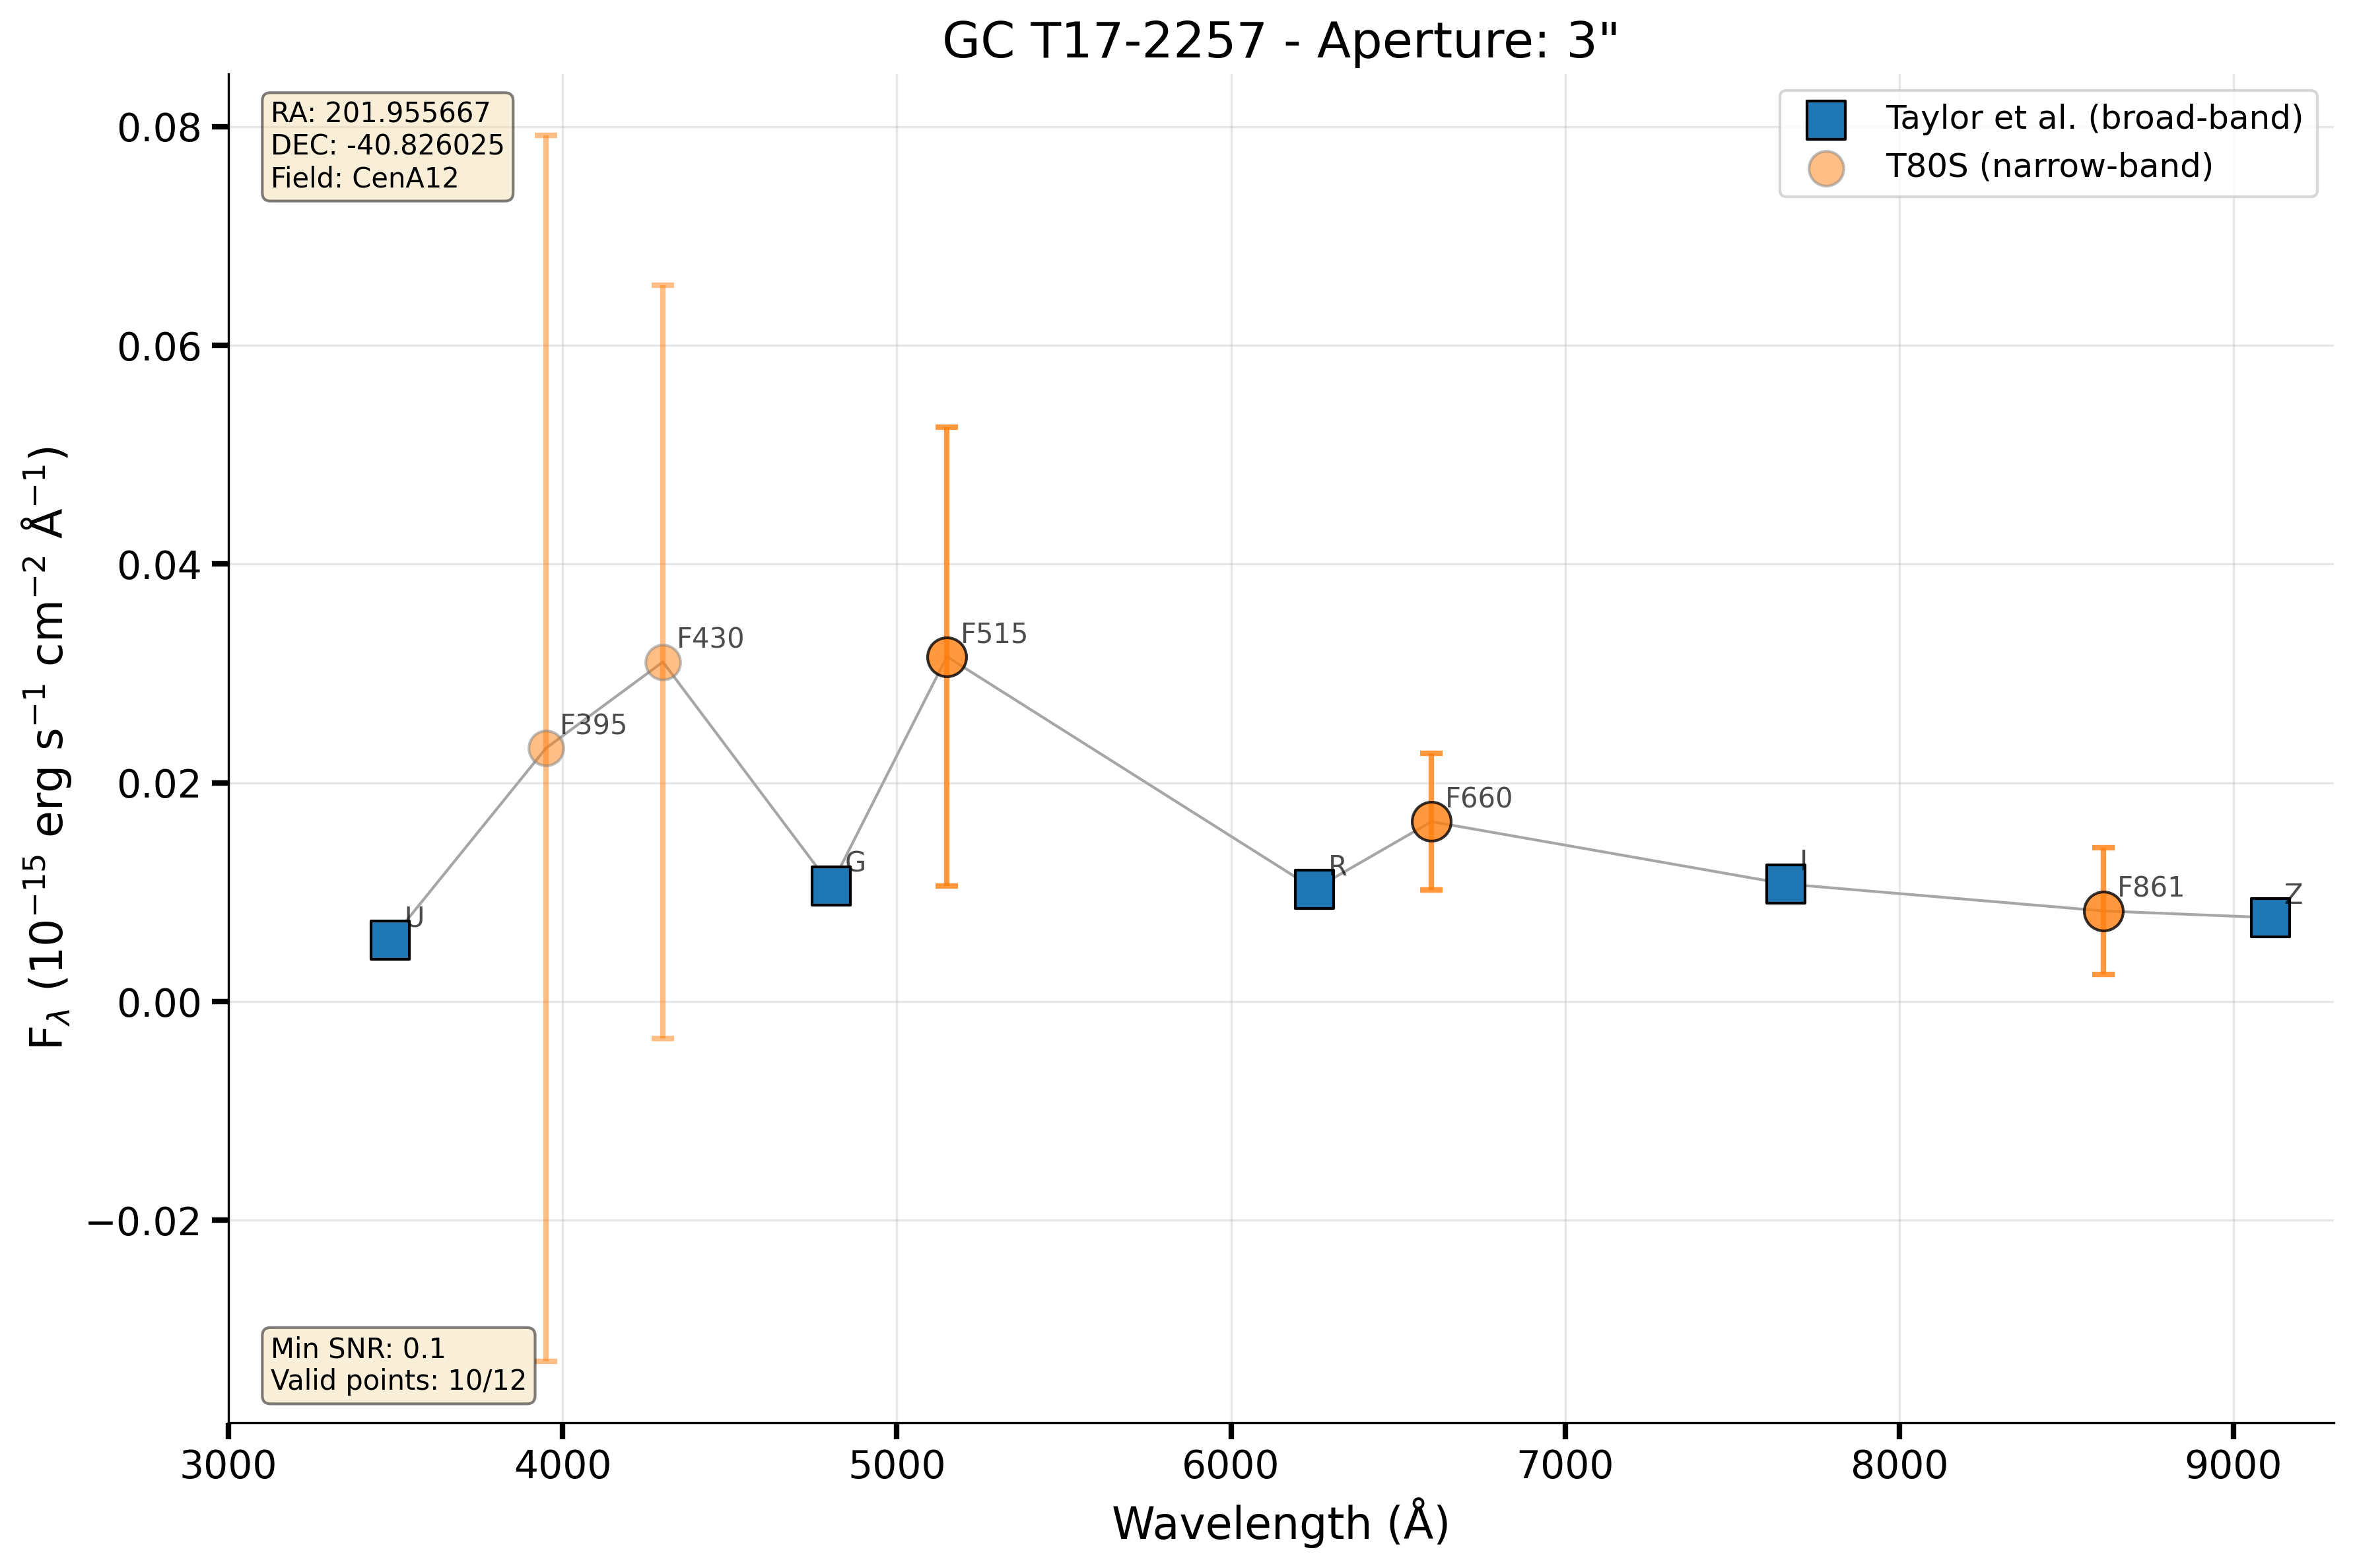 GC T17-2257 - Aperture: 3"
RA: 201.955667
DEC: -40.826025
Field: CenA12
Taylor et al. (broad-band)
T80S (narrow-band)
0.08
0.06
0.04
0.02
0.00
−0.02
F_λ (10⁻¹⁵ erg s⁻¹ cm⁻² Å⁻¹)
U
F395
F430
G
F515
R
F660
I
F861
Z
Min SNR: 0.1
Valid points: 10/12
3000 4000 5000 6000 7000 8000 9000
Wavelength (Å)